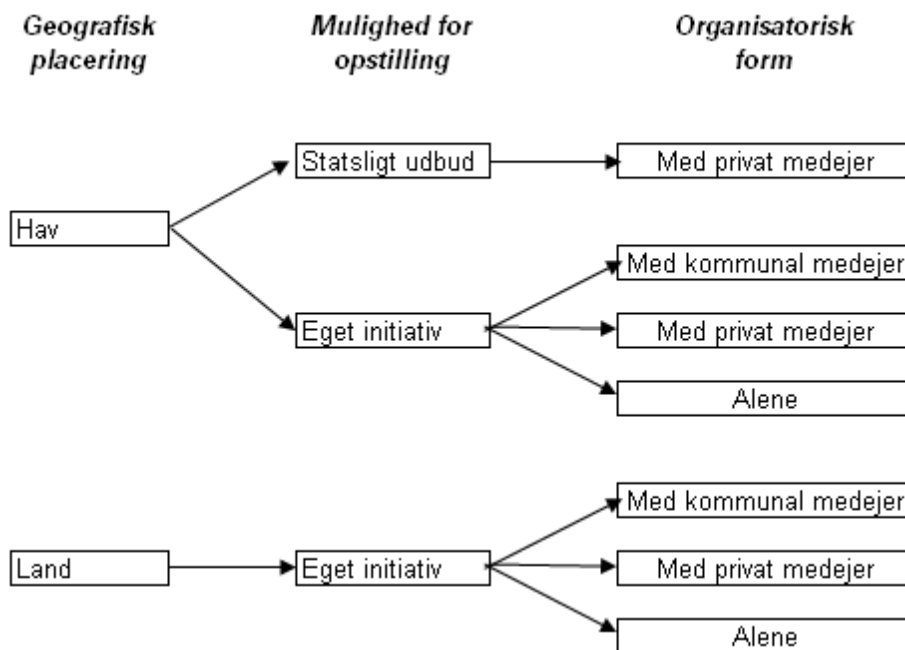 Geografisk
placering
Mulighed for
opstilling
Organisatorisk
form
Statsligt udbud
Med privat medejer
Hav
Med kommunal medejer
Eget initiativ
Med privat medejer
Alene
Med kommunal medejer
Land
Eget initiativ
Med privat medejer
Alene